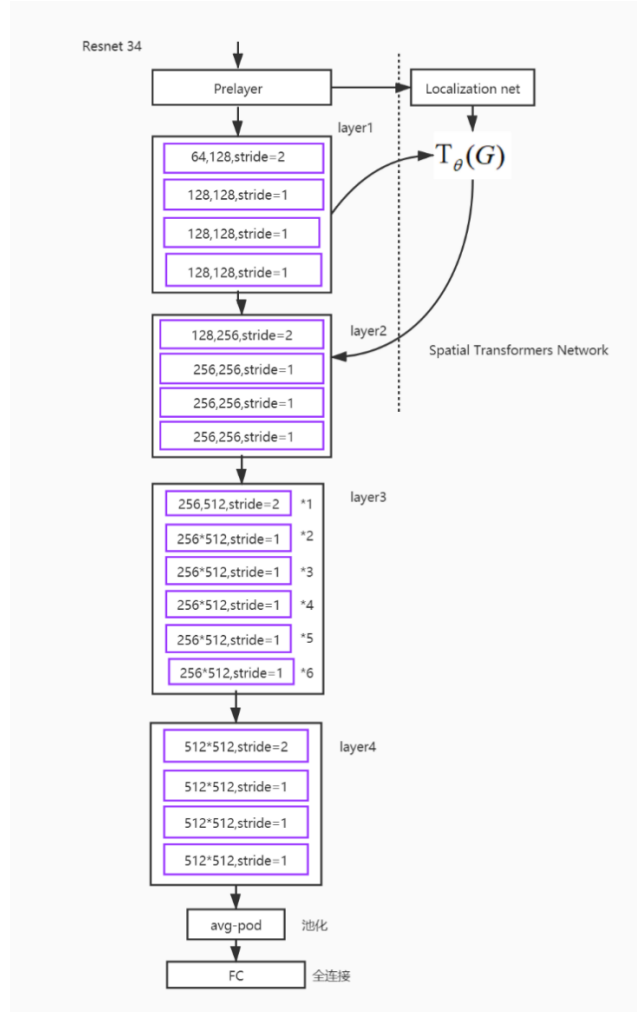 Resnet 34
Prelayer
Localization net
layer1
T_θ(G)
64,128,stride=2
128,128,stride=1
128,128,stride=1
128,128,stride=1
layer2
128,256,stride=2
256,256,stride=1
256,256,stride=1
256,256,stride=1
Spatial Transformers Network
layer3
256,512,stride=2 *1
256*512,stride=1 *2
256*512,stride=1 *3
256*512,stride=1 *4
256*512,stride=1 *5
256*512,stride=1 *6
layer4
512*512,stride=2
512*512,stride=1
512*512,stride=1
512*512,stride=1
avg-pod 池化
FC 全连接